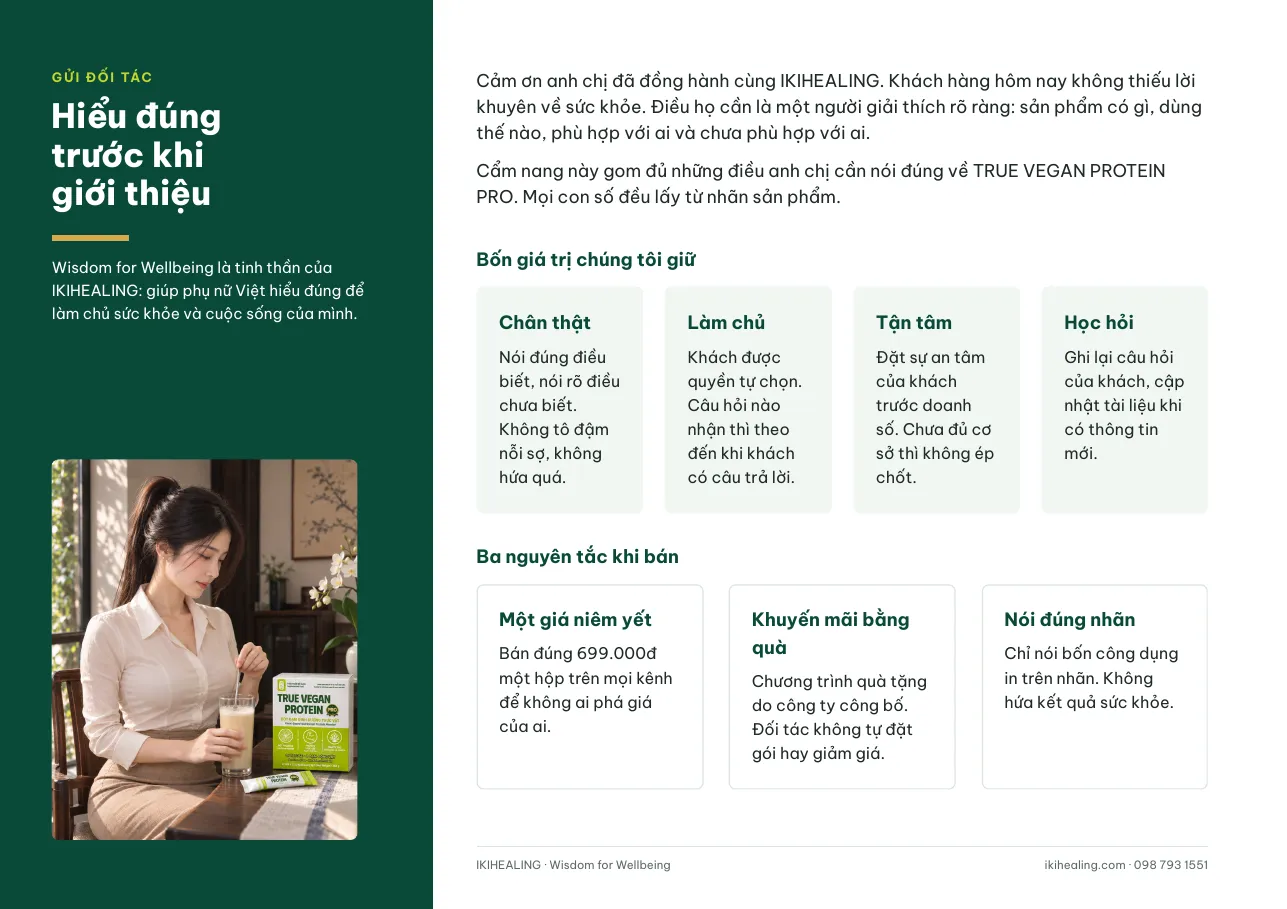 GỬI ĐỐI TÁC
Hiểu đúng
trước khi
giới thiệu
Wisdom for Wellbeing là tinh thần của
IKIHEALING: giúp phụ nữ Việt hiểu đúng để
làm chủ sức khỏe và cuộc sống của mình.
TRUE VEGAN
PROTEIN
PRO
Cảm ơn anh chị đã đồng hành cùng IKIHEALING. Khách hàng hôm nay không thiếu lời
khuyên về sức khỏe. Điều họ cần là một người giải thích rõ ràng: sản phẩm có gì, dùng
thế nào, phù hợp với ai và chưa phù hợp với ai.
Cẩm nang này gom đủ những điều anh chị cần nói đúng về TRUE VEGAN PROTEIN
PRO. Mọi con số đều lấy từ nhãn sản phẩm.
Bốn giá trị chúng tôi giữ
Chân thật
Nói đúng điều
biết, nói rõ điều
chưa biết.
Không tô đậm
nỗi sợ, không
hứa quá.
Làm chủ
Khách được
quyền tự chọn.
Câu hỏi nào
nhận thì theo
đến khi khách
có câu trả lời.
Tận tâm
Đặt sự an tâm
của khách
trước doanh
số. Chưa đủ cơ
sở thì không ép
chốt.
Học hỏi
Ghi lại câu hỏi
của khách, cập
nhật tài liệu khi
có thông tin
mới.
Ba nguyên tắc khi bán
Một giá niêm yết
Bán đúng 699.000đ
một hộp trên mọi kênh
để không ai phá giá
của ai.
Khuyến mãi bằng
quà
Chương trình quà tặng
do công ty công bố.
Đối tác không tự đặt
gói hay giảm giá.
Nói đúng nhãn
Chỉ nói bốn công dụng
in trên nhãn. Không
hứa kết quả sức khỏe.
IKIHEALING · Wisdom for Wellbeing
ikihealing.com · 098 793 1551